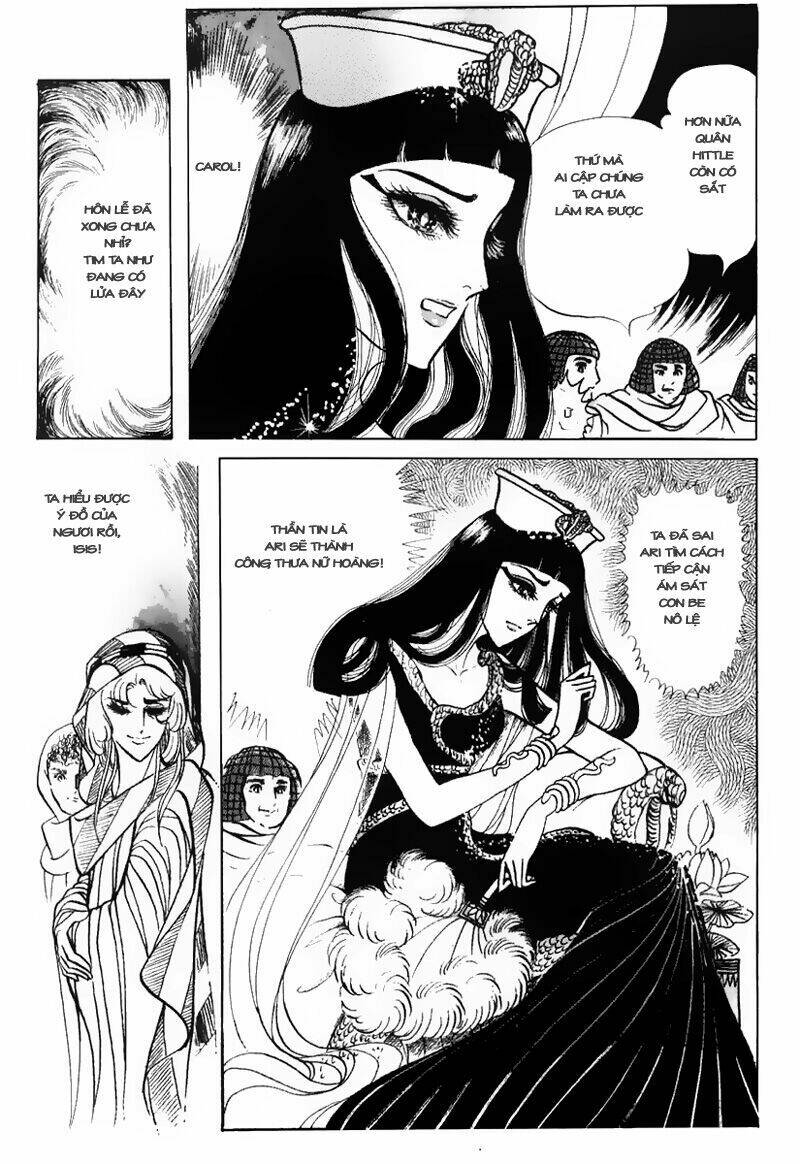 HƠN NỮA
QUÂN
HITTLE
CÒN CÓ
SẮT
THỨ MÀ
AI CẬP CHÚNG
TA CHƯA
LÀM RA ĐƯỢC
CAROL!
HÔN LỄ ĐÃ
XONG CHƯA
NHỈ?
TIM TA NHƯ
ĐANG CÓ
LỬA ĐÂY
TA ĐÃ SAI
ARI TÌM CÁCH
TIẾP CẬN
ÁM SÁT
CON BE
NÔ LỆ
THẦN TIN LÀ
ARI SẼ THÀNH
CÔNG, THƯA NỮ HOÀNG!
TA HIỂU ĐƯỢC
Ý ĐỒ CỦA
NGƯƠI RỒI,
ISIS!